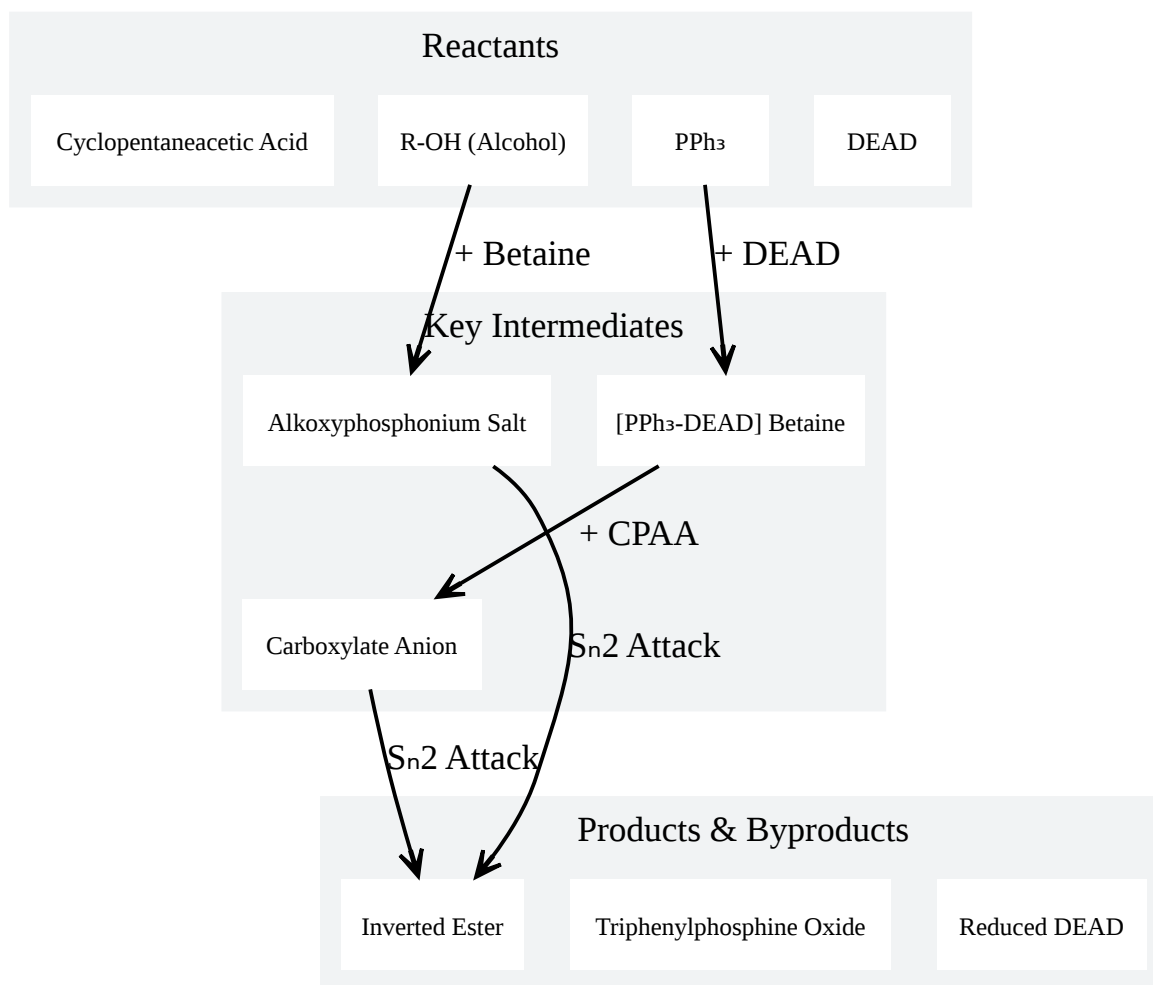 Reactants
Cyclopentaneacetic Acid
R-OH (Alcohol)
PPh₃
DEAD
+ Betaine
+ DEAD
Key Intermediates
Alkoxyphosphonium Salt
[PPh₃-DEAD] Betaine
+ CPAA
Carboxylate Anion
Sₙ2 Attack
Sₙ2 Attack
Products & Byproducts
Inverted Ester
Triphenylphosphine Oxide
Reduced DEAD